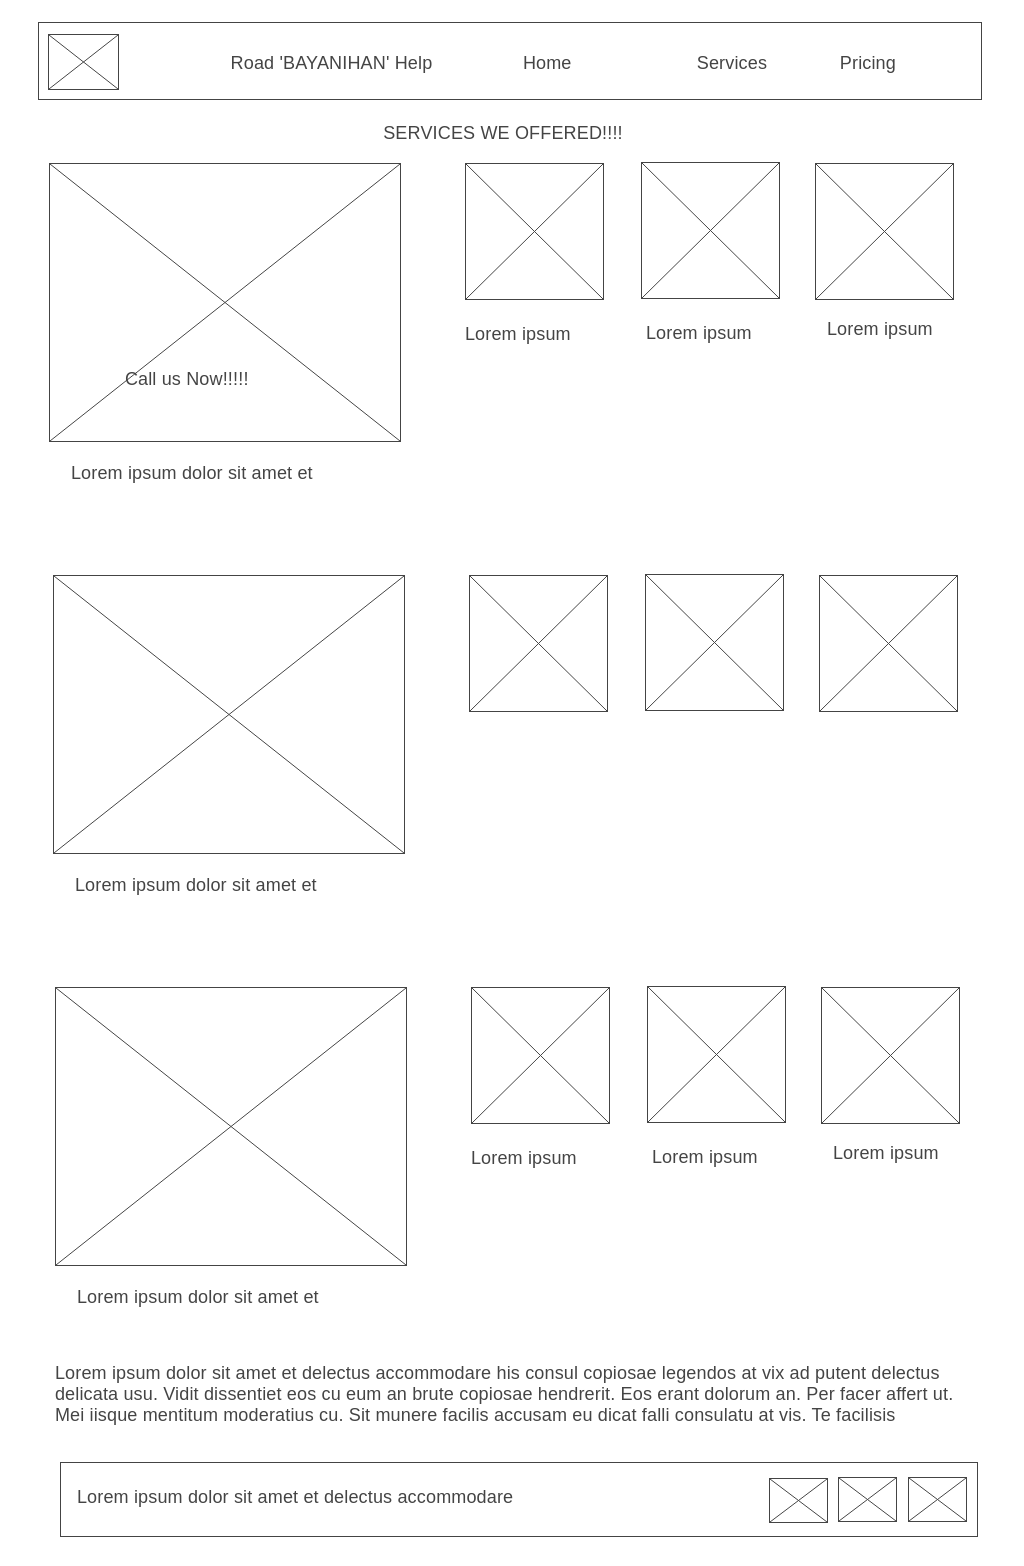 Road 'BAYANIHAN' Help Home Services Pricing
SERVICES WE OFFERED!!!!
Call us Now!!!!!
Lorem ipsum dolor sit amet et
Lorem ipsum
Lorem ipsum
Lorem ipsum
Lorem ipsum dolor sit amet et
Lorem ipsum
Lorem ipsum
Lorem ipsum
Lorem ipsum dolor sit amet et
Lorem ipsum dolor sit amet et delectus accommodare his consul copiosae legendos at vix ad putent delectus
delicata usu. Vidit dissentiet eos cu eum an brute copiosae hendrerit. Eos erant dolorum an. Per facer affert ut.
Mei iisque mentitum moderatius cu. Sit munere facilis accusam eu dicat falli consulatu at vis. Te facilisis
Lorem ipsum dolor sit amet et delectus accommodare